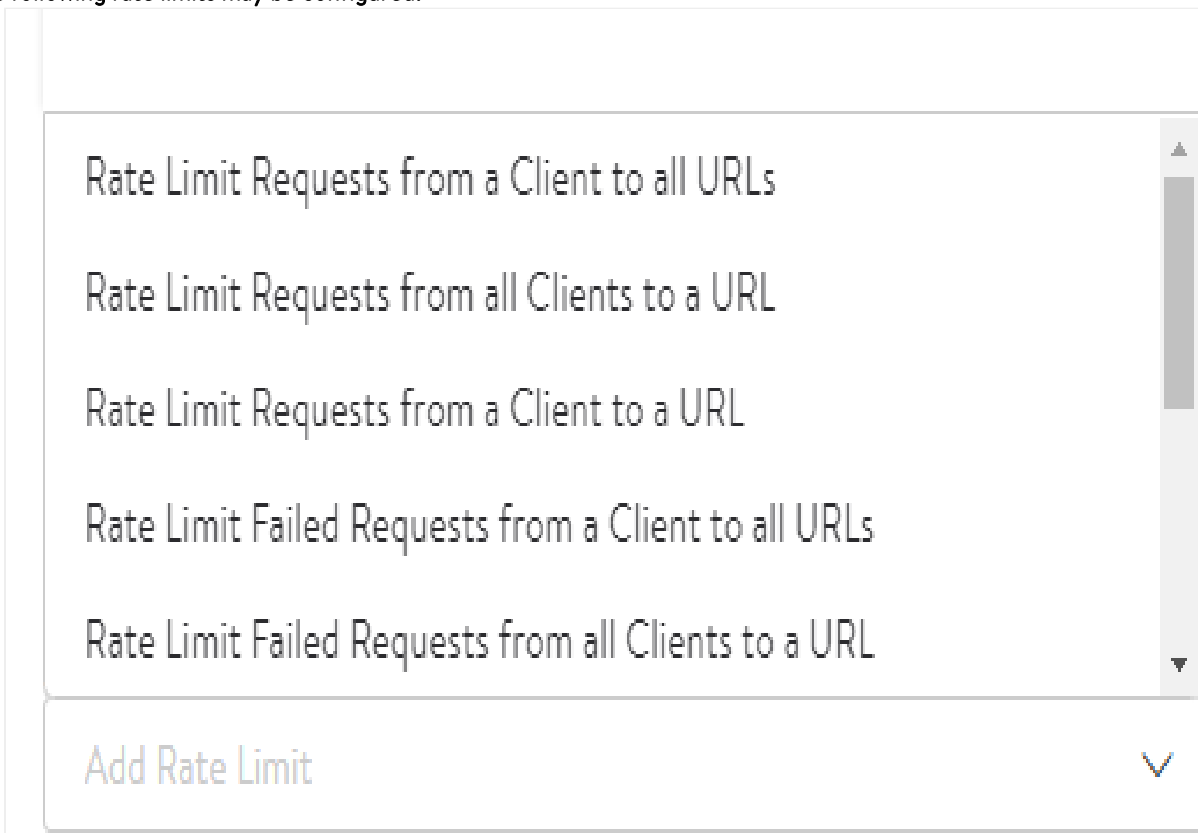 following rate limits may be configured.
Rate Limit Requests from a Client to all URLs
Rate Limit Requests from all Clients to a URL
Rate Limit Requests from a Client to a URL
Rate Limit Failed Requests from a Client to all URLs
Rate Limit Failed Requests from all Clients to a URL
Add Rate Limit